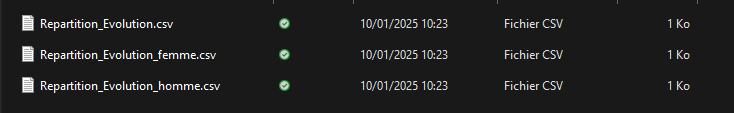 Repartition_Evolution.csv 10/01/2025 10:23 Fichier CSV 1 Ko
Repartition_Evolution_femme.csv 10/01/2025 10:23 Fichier CSV 1 Ko
Repartition_Evolution_homme.csv 10/01/2025 10:23 Fichier CSV 1 Ko